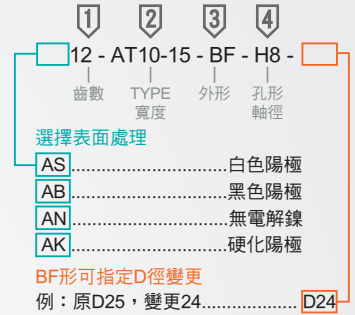 1 2 3 4
12 - AT10-15 - BF - H8 -
齒數 TYPE 外形 孔形
寬度 軸徑
選擇表面處理
AS..............................白色陽極
AB..............................黑色陽極
AN..............................無電解鎳
AK..............................硬化陽極
BF形可指定D徑變更
例：原D25，變更24.................. D24